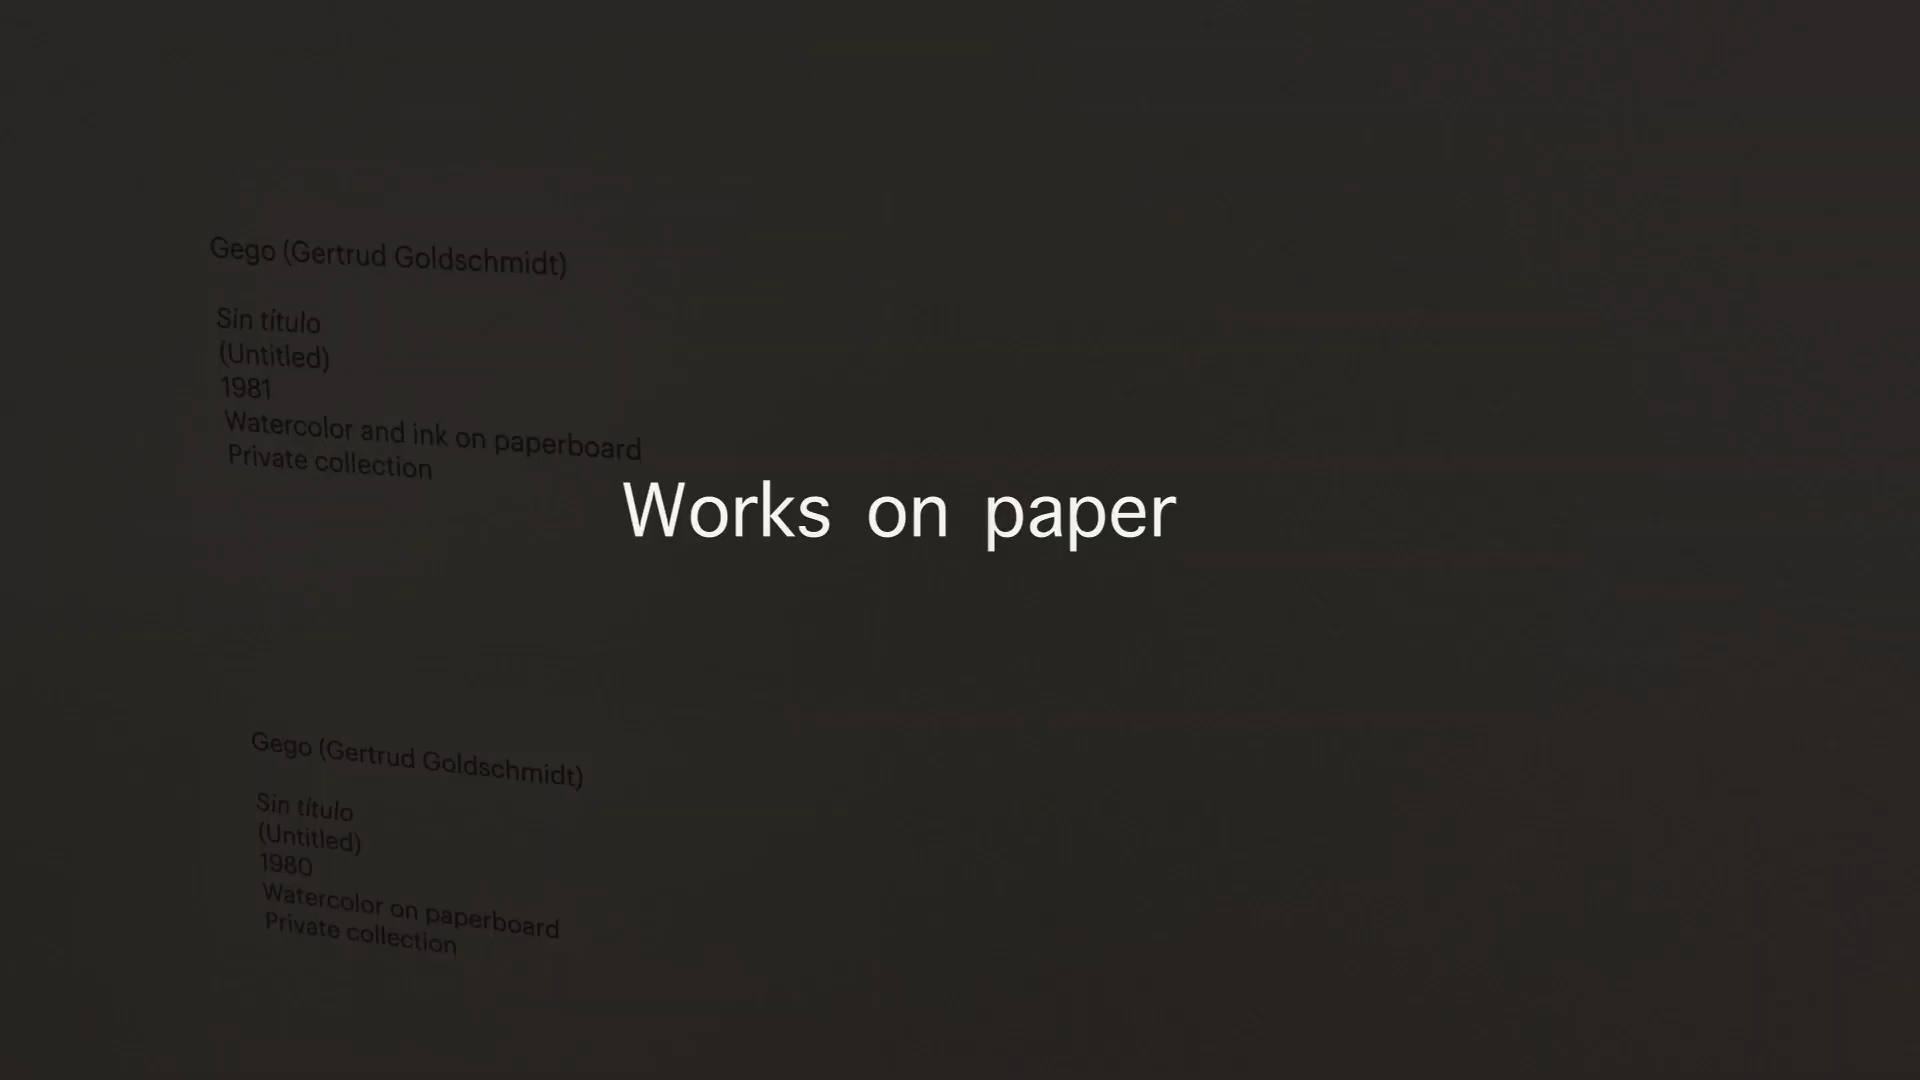 Gego (Gertrud Goldschmidt)
Sin título
(Untitled)
1981
Watercolor and ink on paperboard
Private collection
Works on paper
Gego (Gertrud Goldschmidt)
Sin título
(Untitled)
1980
Watercolor on paperboard
Private collection